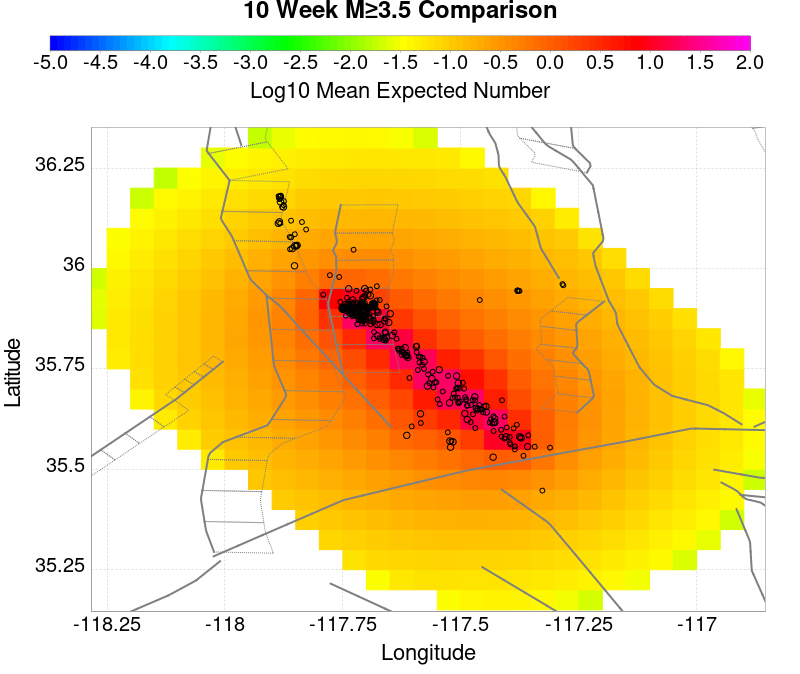 10 Week M≥3.5 Comparison
-5.0 -4.5 -4.0 -3.5 -3.0 -2.5 -2.0 -1.5 -1.0 -0.5 0.0 0.5 1.0 1.5 2.0
Log10 Mean Expected Number
36.25
36
35.75
35.5
35.25
Latitude
-118.25 -118 -117.75 -117.5 -117.25 -117
Longitude